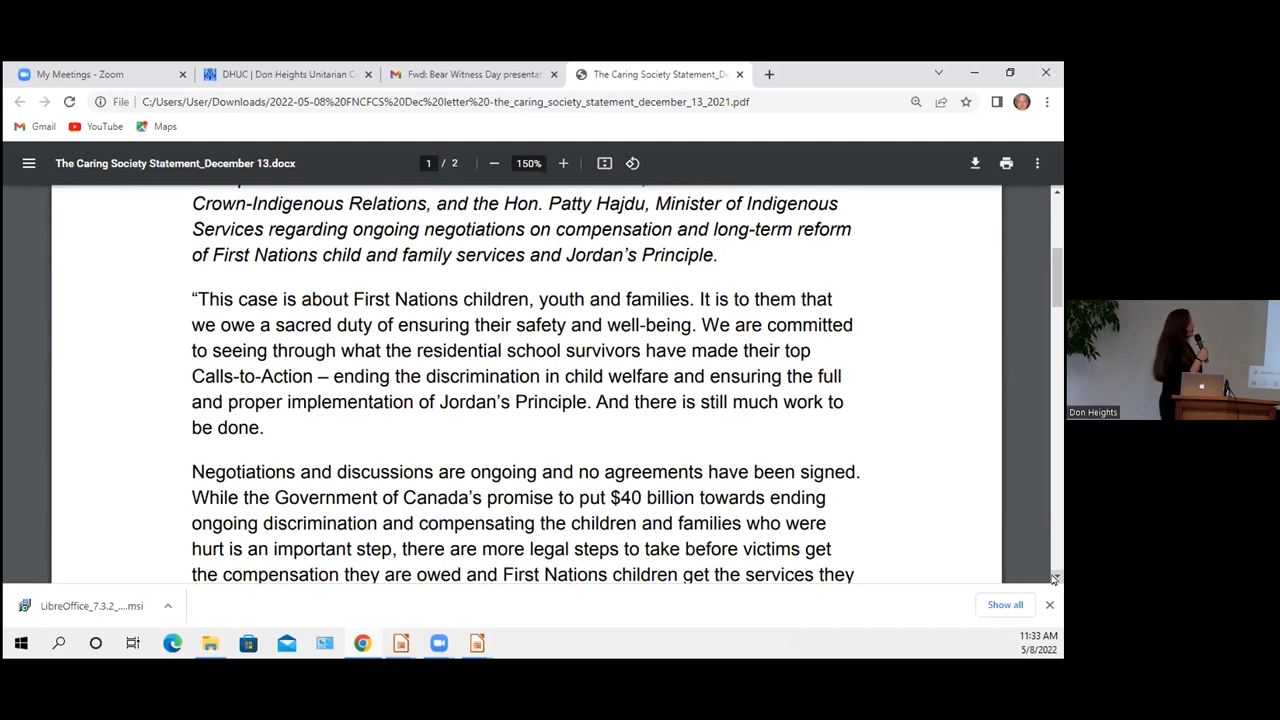 My Meetings - Zoom
DHUC | Don Heights Unitarian C
Fwd: Bear Witness Day presentat
The Caring Society Statement_De
File
C:/Users/User/Downloads/2022-05-08%20FNCFCS%20Dec%20letter%20-the_caring_society_statement_december_13_2021.pdf
Gmail
YouTube
Maps
The Caring Society Statement_December 13.docx
1 / 2
150%
Crown-Indigenous Relations, and the Hon. Patty Hajdu, Minister of Indigenous
Services regarding ongoing negotiations on compensation and long-term reform
of First Nations child and family services and Jordan's Principle.
“This case is about First Nations children, youth and families. It is to them that
we owe a sacred duty of ensuring their safety and well-being. We are committed
to seeing through what the residential school survivors have made their top
Calls-to-Action – ending the discrimination in child welfare and ensuring the full
and proper implementation of Jordan's Principle. And there is still much work to
be done.
Negotiations and discussions are ongoing and no agreements have been signed.
While the Government of Canada's promise to put $40 billion towards ending
ongoing discrimination and compensating the children and families who were
hurt is an important step, there are more legal steps to take before victims get
the compensation they are owed and First Nations children get the services they
Don Heights
LibreOffice_7.3.2_....msi
Show all
11:33 AM
5/8/2022